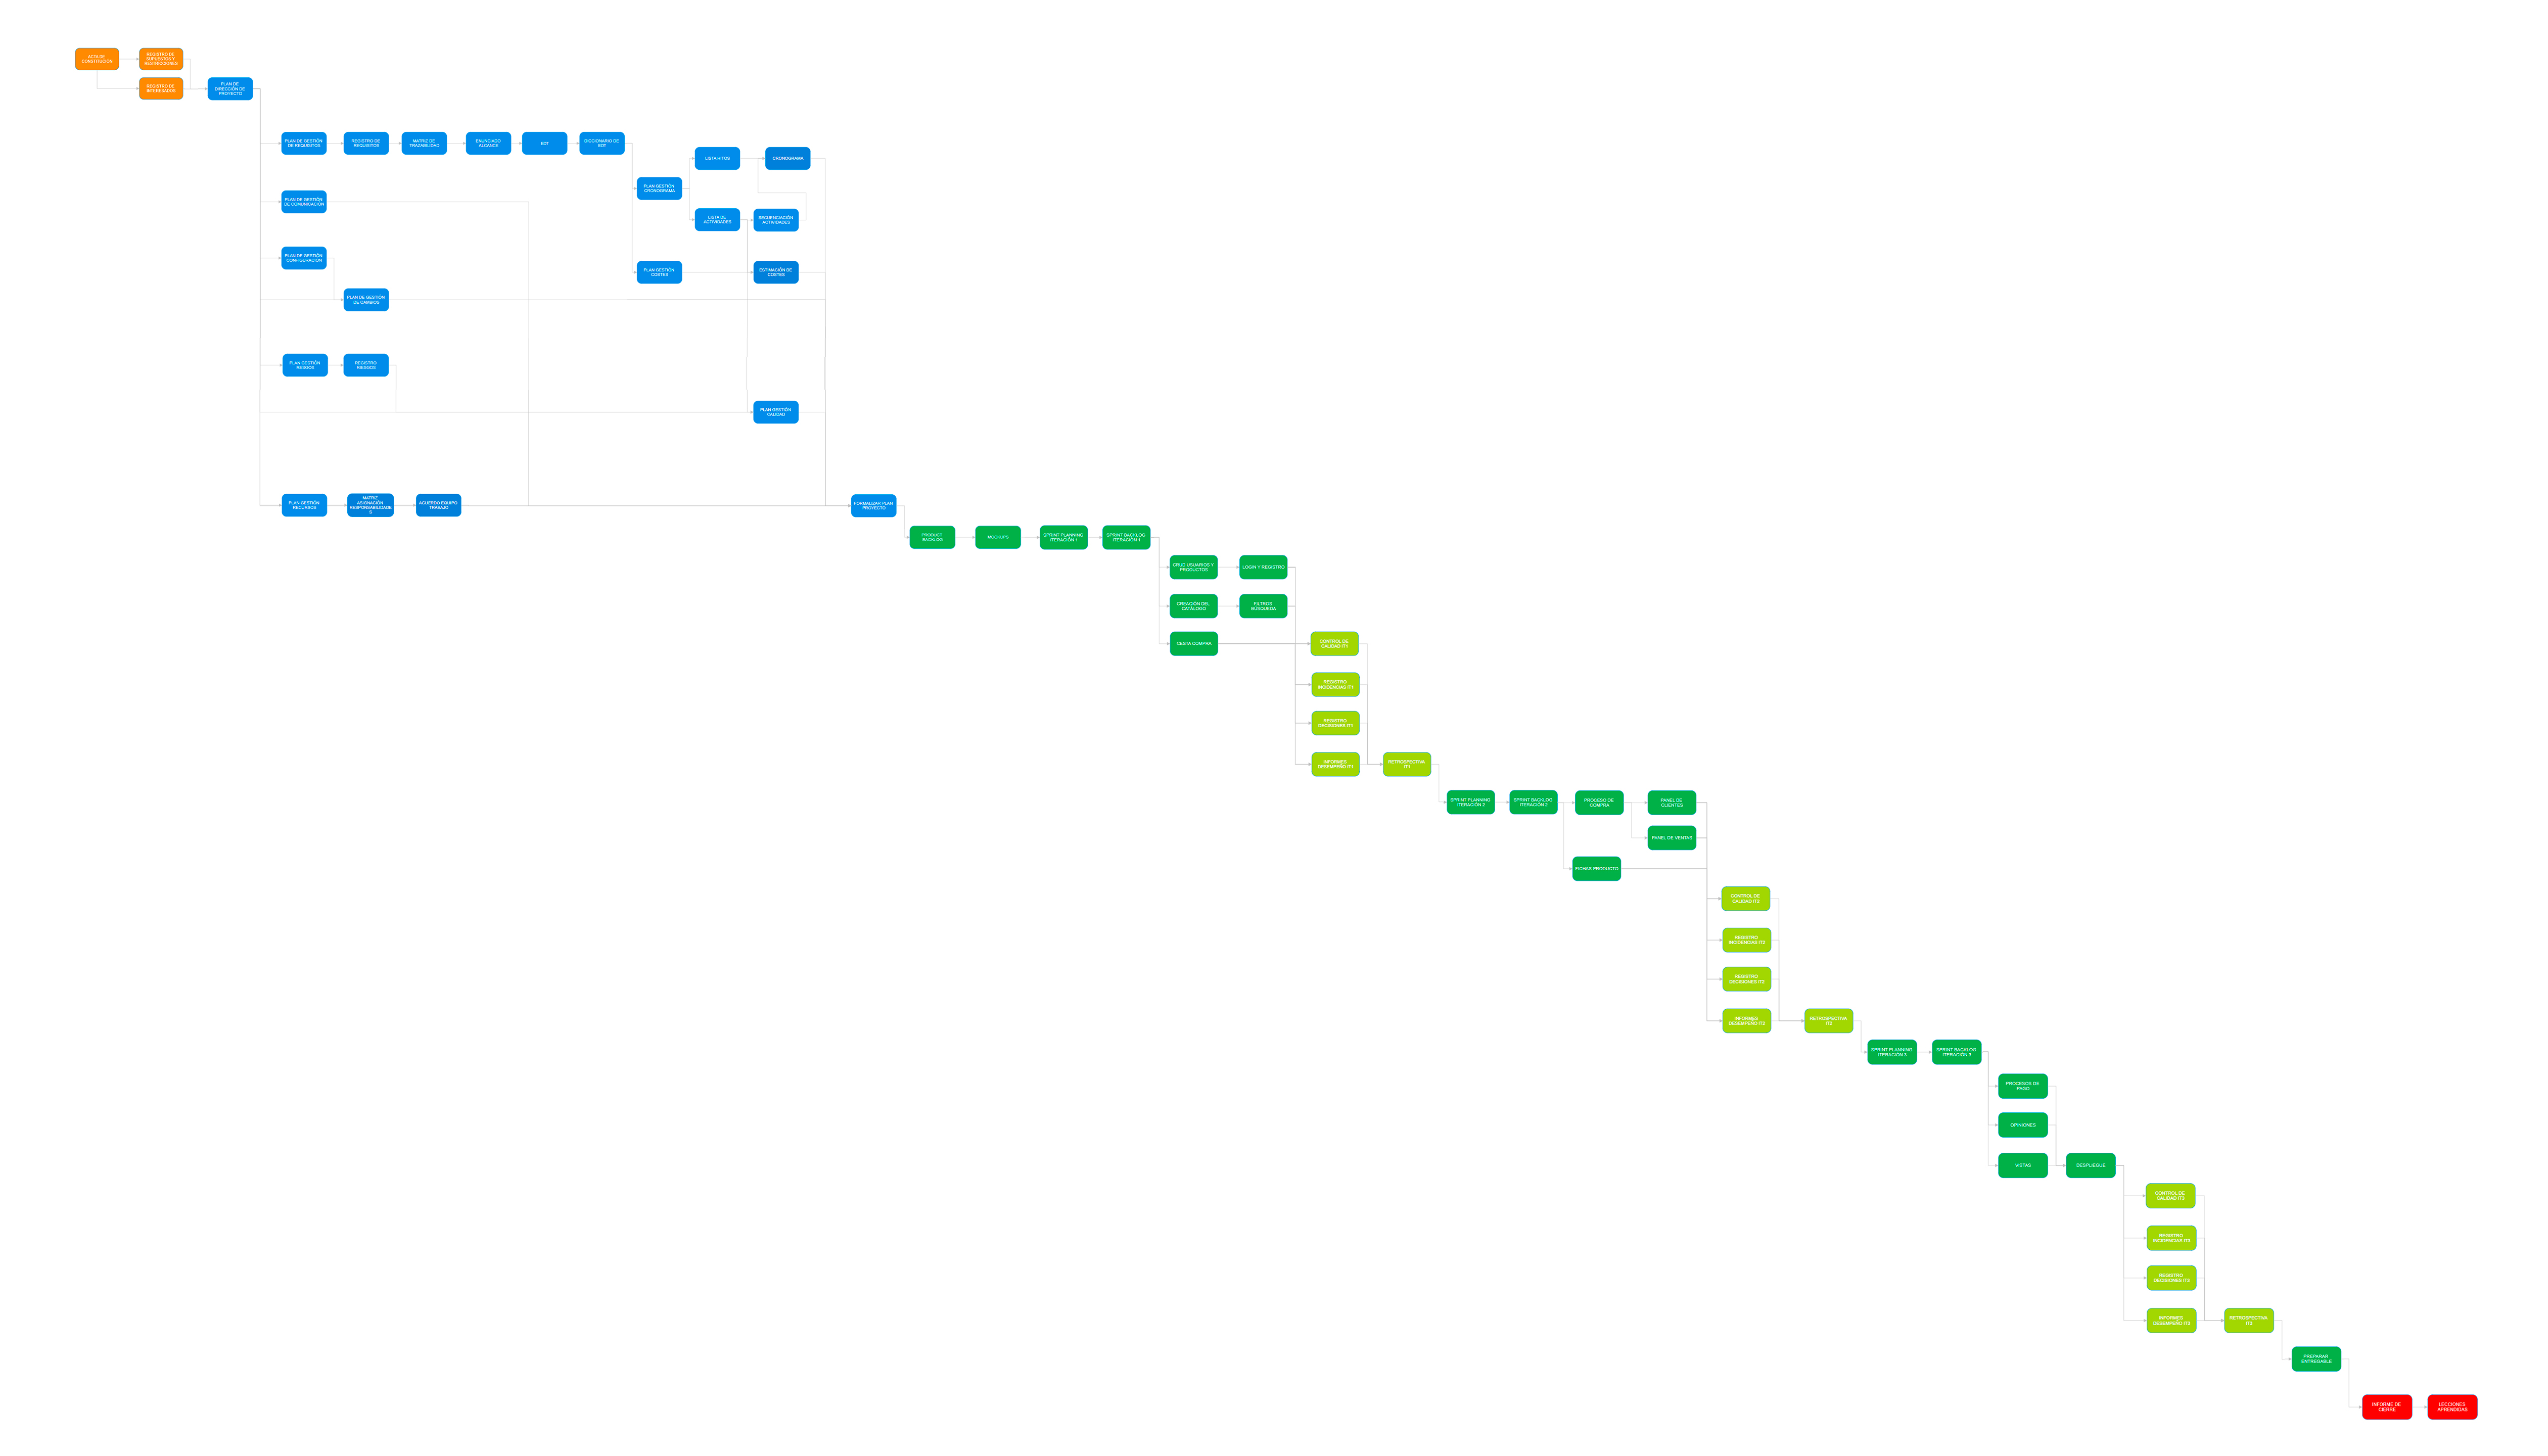 ACTA DE
CONSTITUCIÓN
REGISTRO DE
SUPUESTOS Y
RESTRICCIONES
REGISTRO DE
INTERESADOS
PLAN DE
DIRECCIÓN DE
PROYECTO
PLAN DE GESTIÓN
DE REQUISITOS
REGISTRO DE
REQUISITOS
MATRIZ DE
TRAZABILIDAD
ENUNCIADO
ALCANCE
EDT
DICCIONARIO DE
EDT
LISTA HITOS
CRONOGRAMA
PLAN GESTIÓN
CRONOGRAMA
PLAN DE GESTIÓN
DE COMUNICACIÓN
LISTA DE
ACTIVIDADES
SECUENCIACIÓN
ACTIVIDADES
PLAN DE GESTIÓN
CONFIGURACIÓN
PLAN GESTIÓN
COSTES
ESTIMACIÓN DE
COSTES
PLAN DE GESTIÓN
DE CAMBIOS
PLAN GESTIÓN
RIESGOS
REGISTRO
RIESGOS
PLAN GESTIÓN
CALIDAD
PLAN GESTIÓN
RECURSOS
MATRIZ
ASIGNACIÓN
RESPONSABILIDADE
S
ACUERDO EQUIPO
TRABAJO
FORMALIZAR PLAN
PROYECTO
PRODUCT
BACKLOG
MOCKUPS
SPRINT PLANNING
ITERACIÓN 1
SPRINT BACKLOG
ITERACIÓN 1
CRUD USUARIOS Y
PRODUCTOS
LOGIN Y REGISTRO
CREACIÓN DEL
CATÁLOGO
FILTROS
BÚSQUEDA
CESTA COMPRA
CONTROL DE
CALIDAD IT1
REGISTRO
INCIDENCIAS IT1
REGISTRO
DECISIONES IT1
INFORMES
DESEMPEÑO IT1
RETROSPECTIVA
IT1
SPRINT PLANNING
ITERACIÓN 2
SPRINT BACKLOG
ITERACIÓN 2
PROCESO DE
COMPRA
PANEL DE
CLIENTES
PANEL DE VENTAS
FICHAS PRODUCTO
CONTROL DE
CALIDAD IT2
REGISTRO
INCIDENCIAS IT2
REGISTRO
DECISIONES IT2
INFORMES
DESEMPEÑO IT2
RETROSPECTIVA
IT2
SPRINT PLANNING
ITERACIÓN 3
SPRINT BACKLOG
ITERACIÓN 3
PROCESOS DE
PAGO
OPINIONES
VISTAS
DESPLIEGUE
CONTROL DE
CALIDAD IT3
REGISTRO
INCIDENCIAS IT3
REGISTRO
DECISIONES IT3
INFORMES
DESEMPEÑO IT3
RETROSPECTIVA
IT3
PREPARAR
ENTREGABLE
INFORME DE
CIERRE
LECCIONES
APRENDIDAS